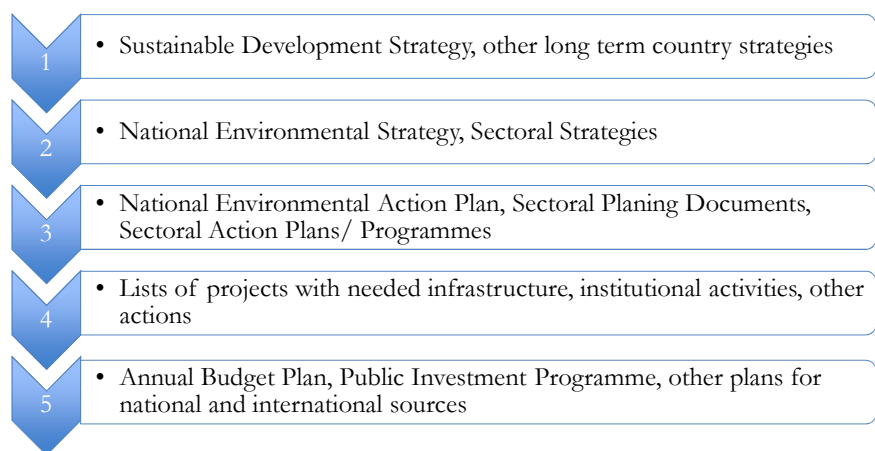 1
• Sustainable Development Strategy, other long term country strategies
2
• National Environmental Strategy, Sectoral Strategies
3
• National Environmental Action Plan, Sectoral Planing Documents,
Sectoral Action Plans/ Programmes
4
• Lists of projects with needed infrastructure, institutional activities, other
actions
5
• Annual Budget Plan, Public Investment Programme, other plans for
national and international sources